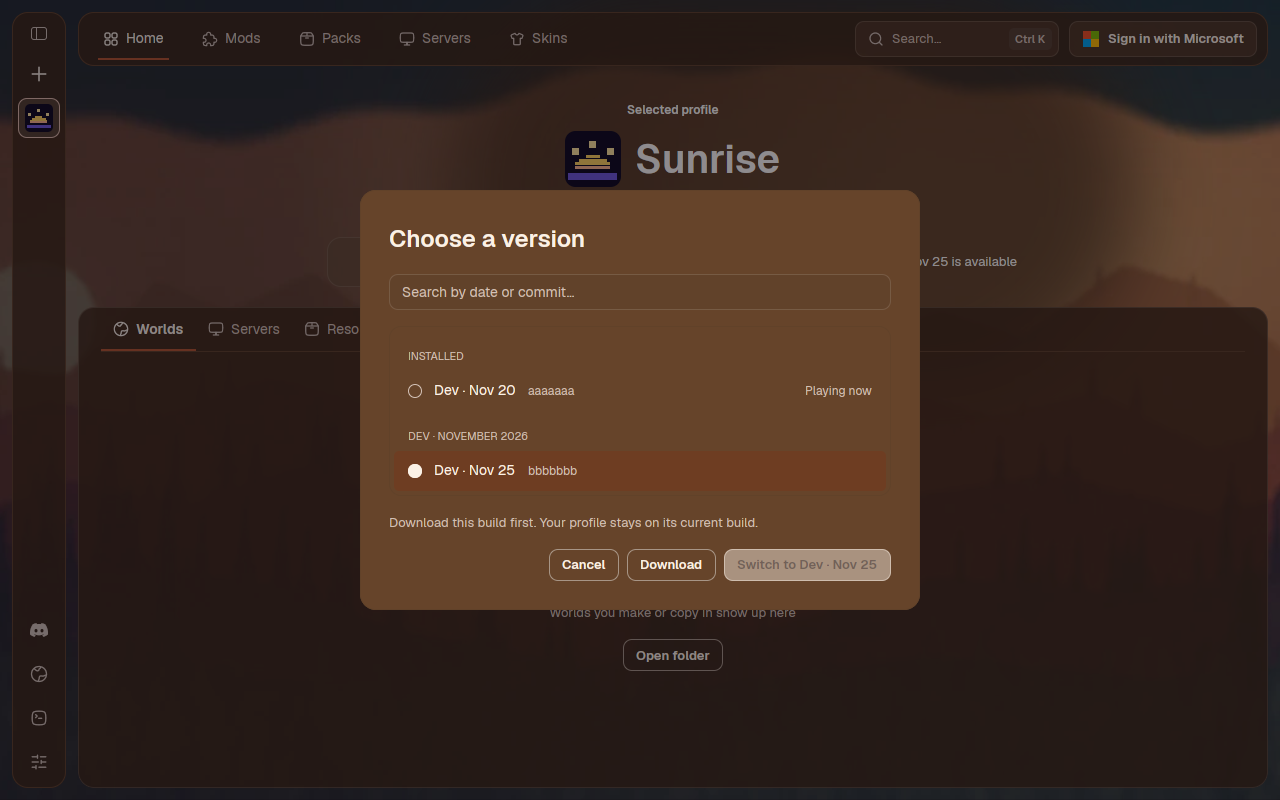 Home
Mods
Packs
Servers
Skins
Search...
Ctrl K
Sign in with Microsoft
Selected profile
Sunrise
25 is available
Choose a version
Search by date or commit...
Worlds
Servers
INSTALLED
Dev · Nov 20 aaaaaaa Playing now
DEV · NOVEMBER 2026
Dev · Nov 25 bbbbbbb
Download this build first. Your profile stays on its current build.
Cancel
Download
Switch to Dev · Nov 25
Worlds you make or copy in show up here
Open folder